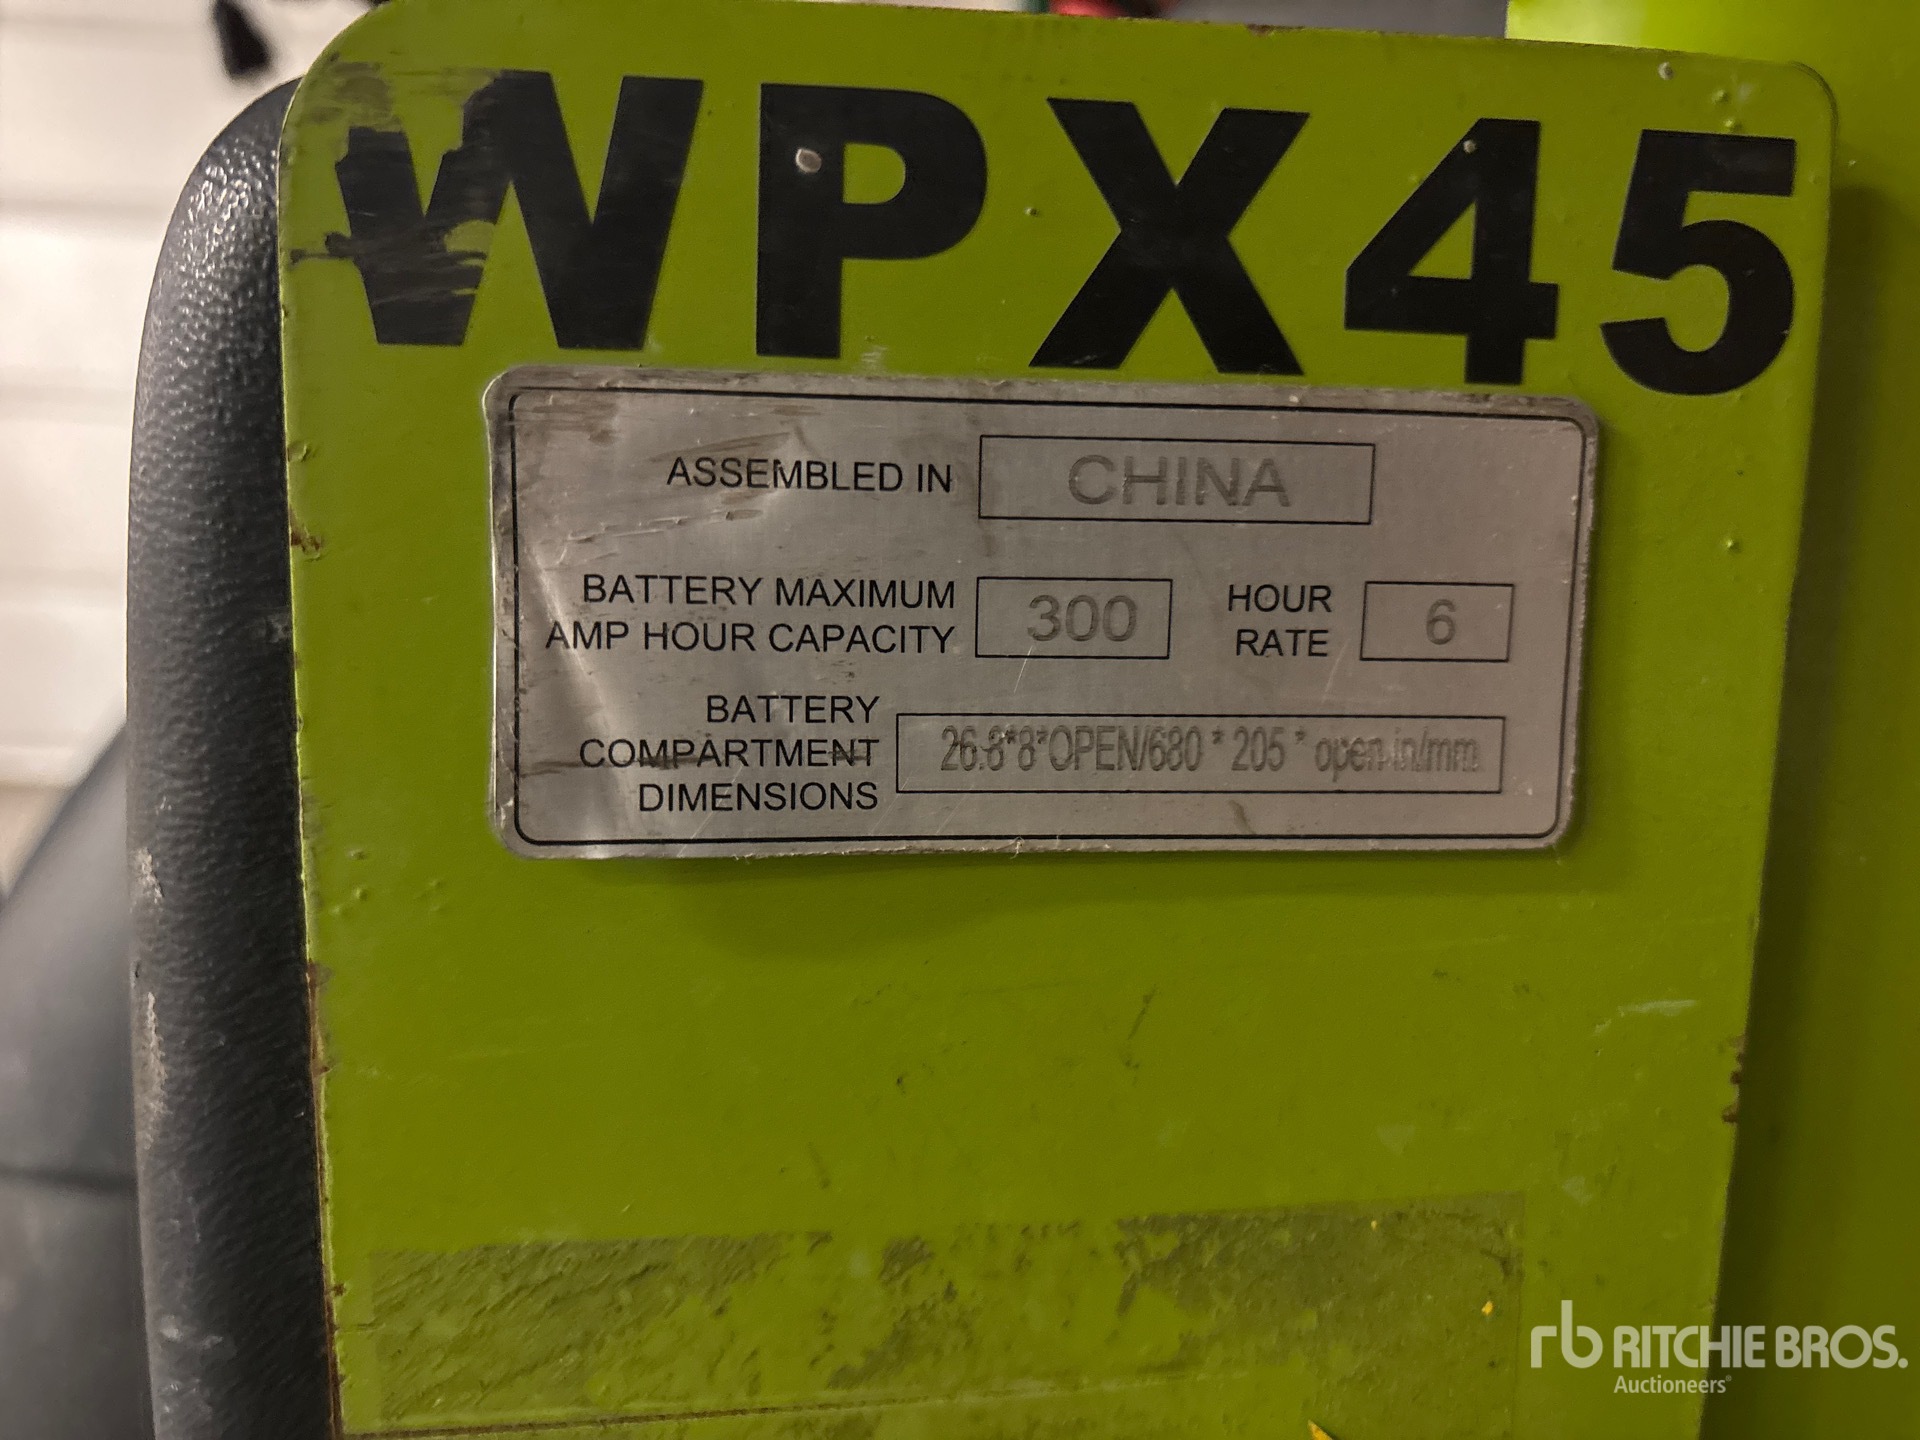 WPX45
ASSEMBLED IN CHINA
BATTERY MAXIMUM
AMP HOUR CAPACITY 300 HOUR
RATE 6
BATTERY
COMPARTMENT
DIMENSIONS 26.8*8*OPEN/680*205*open in/mm
rb RITCHIE BROS.
Auctioneers